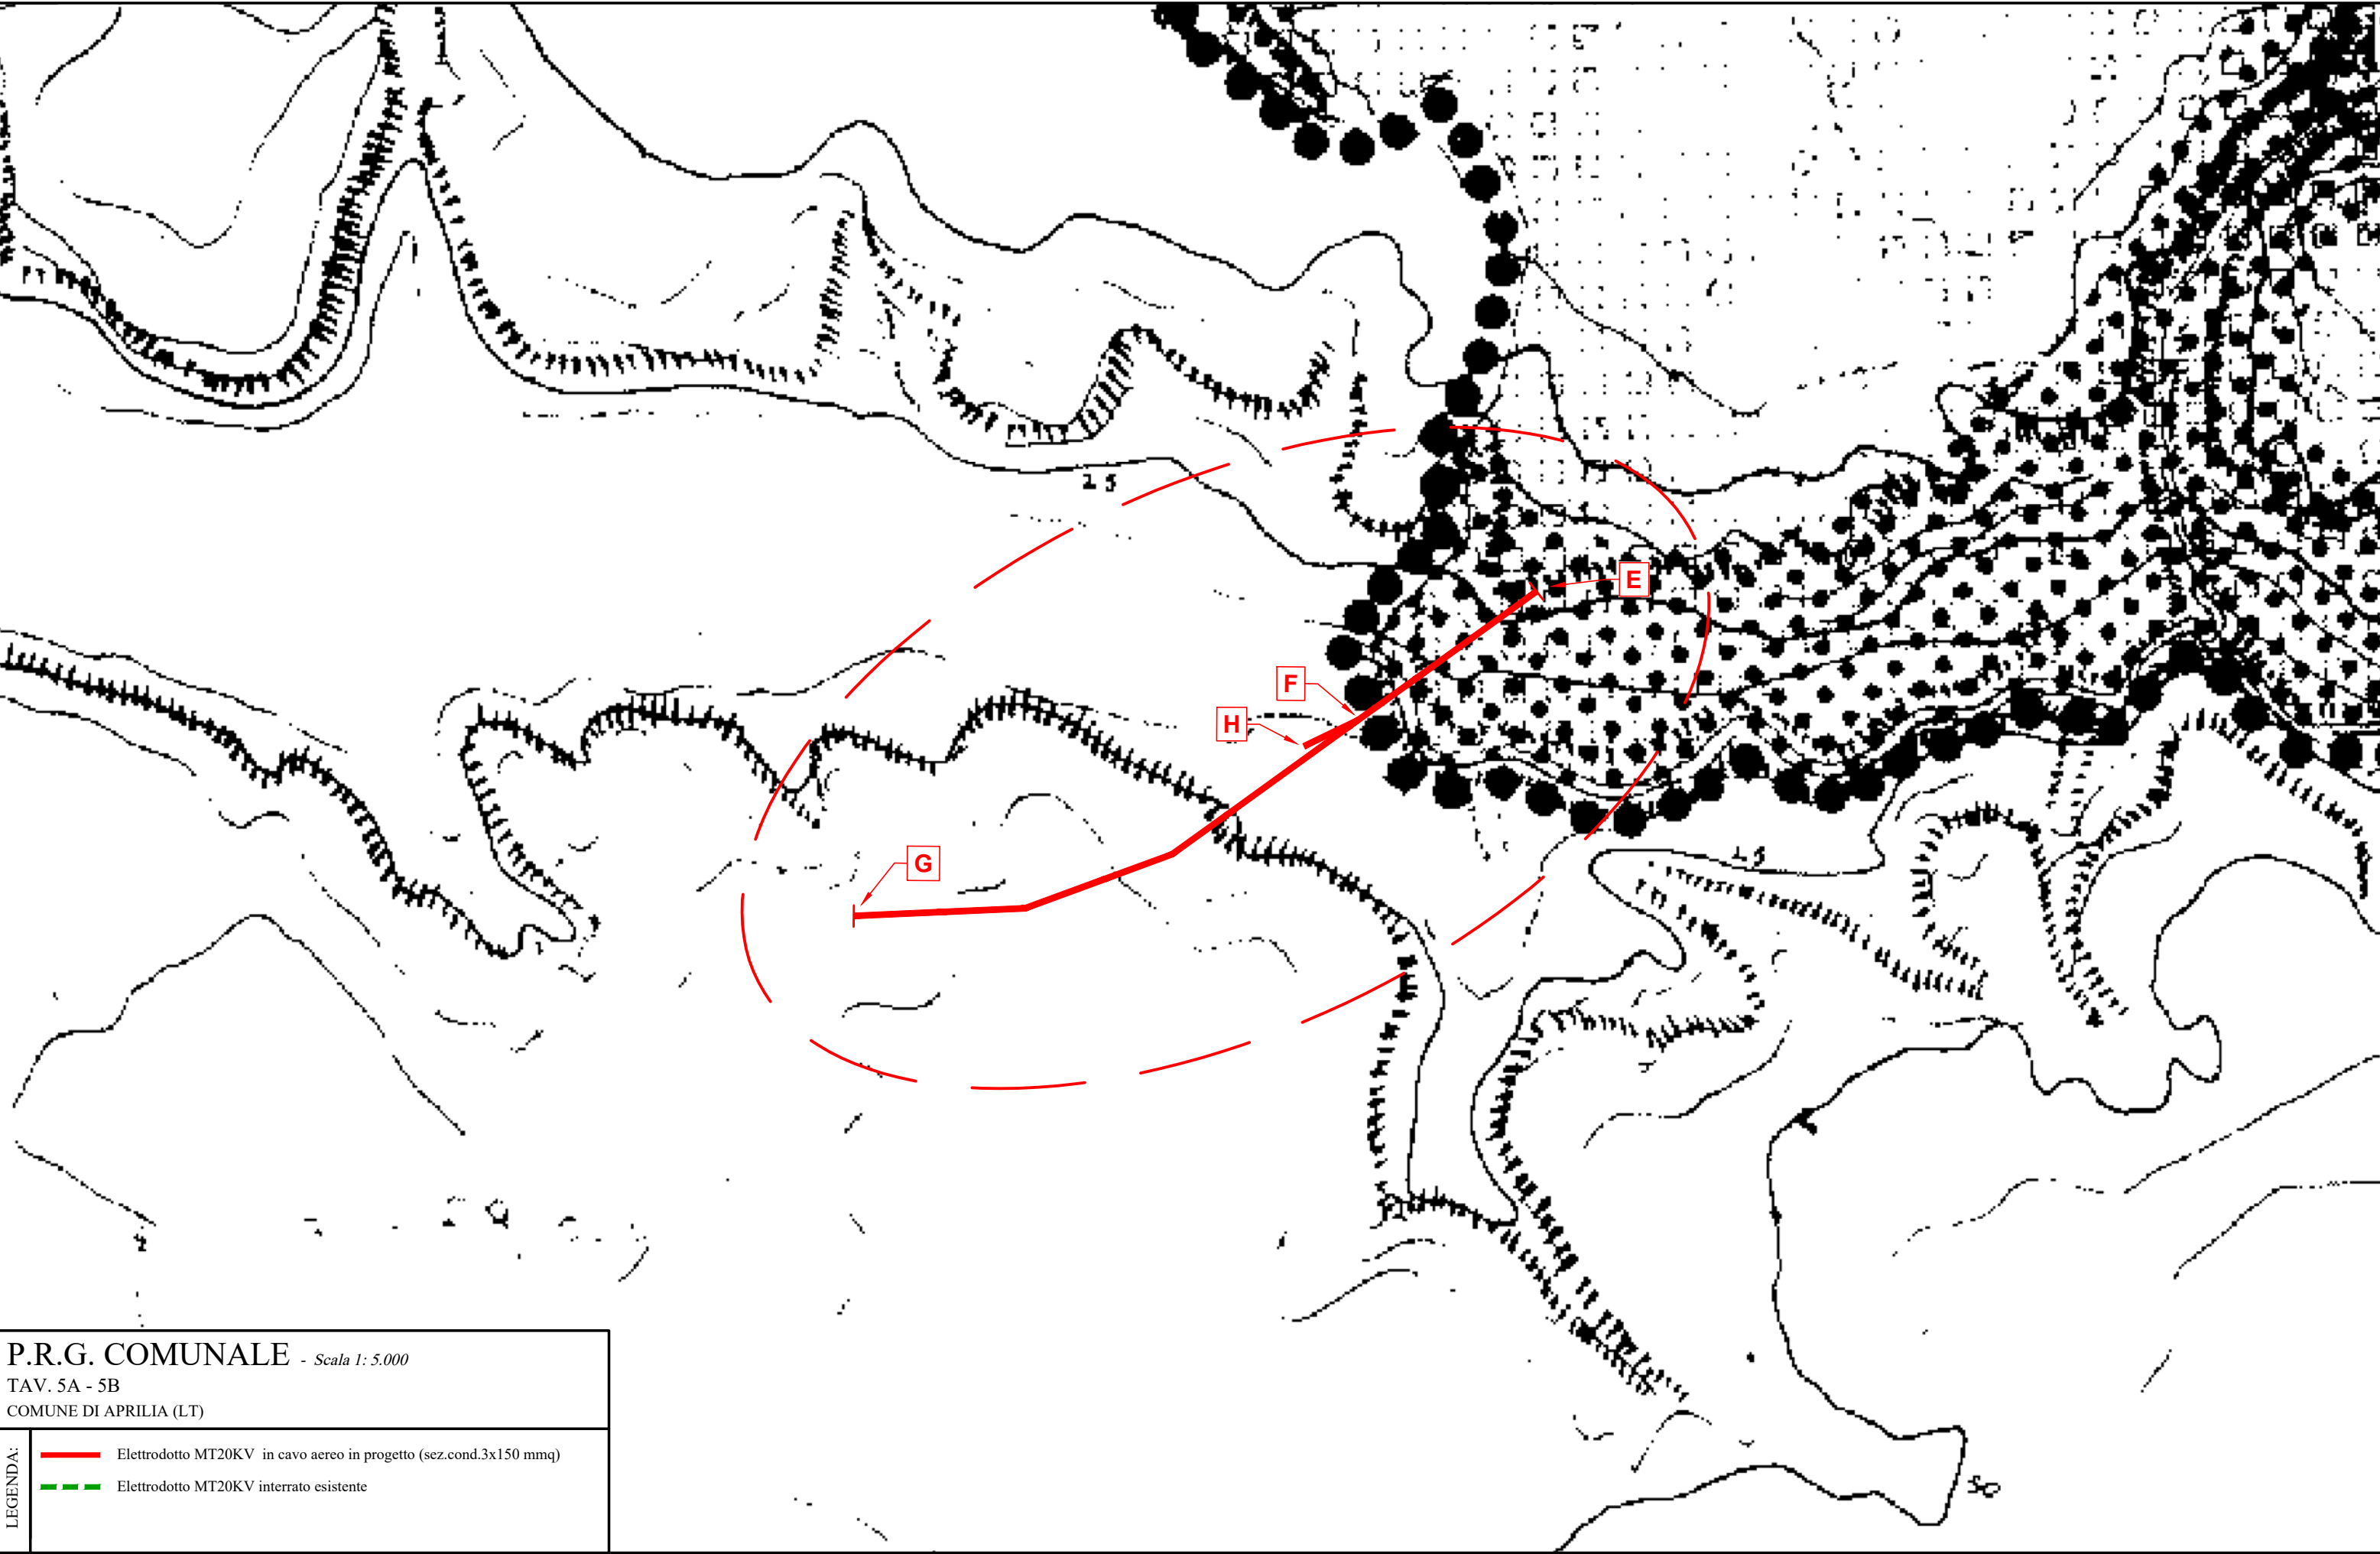 25
E
F
H
G
25
50
P.R.G. COMUNALE - Scala 1: 5.000
TAV. 5A - 5B
COMUNE DI APRILIA (LT)
LEGENDA:
Elettrodotto MT20KV in cavo aereo in progetto (sez.cond.3x150 mmq)
Elettrodotto MT20KV interrato esistente